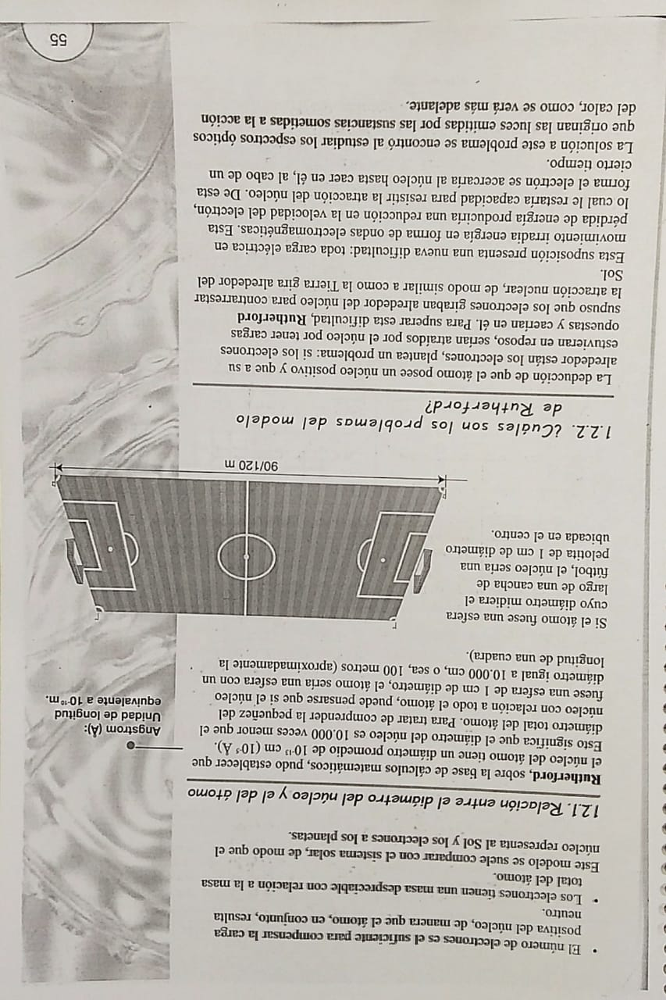 • El número de electrones es el suficiente para compensar la carga
positiva del núcleo, de manera que el átomo, en conjunto, resulta
neutro.
• Los electrones tienen una masa despreciable con relación a la masa
total del átomo.
Este modelo se suele comparar con el sistema solar, de modo que el
núcleo representa al Sol y los electrones a los planetas.
1.2.1. Relación entre el diámetro del núcleo y el del átomo
Rutherford, sobre la base de cálculos matemáticos, pudo establecer que
el núcleo del átomo tiene un diámetro promedio de 10⁻¹³ cm (10⁻⁵ Å).
Esto significa que el diámetro del núcleo es 10.000 veces menor que el
diámetro total del átomo. Para tratar de comprender la pequeñez del
núcleo con relación a todo el átomo, puede pensarse que si el núcleo
fuese una esfera de 1 cm de diámetro, el átomo sería una esfera con un
diámetro igual a 10.000 cm, o sea, 100 metros (aproximadamente la
longitud de una cuadra).
Angstrom (Å):
Unidad de longitud
equivalente a 10⁻¹⁰ m.
Si el átomo fuese una esfera
cuyo diámetro midiera el
largo de una cancha de
fútbol, el núcleo sería una
pelotita de 1 cm de diámetro
ubicada en el centro.
90/120 m
1.2.2. ¿Cuáles son los problemas del modelo
de Rutherford?
La deducción de que el átomo posee un núcleo positivo y que a su
alrededor están los electrones, plantea un problema: si los electrones
estuvieran en reposo, serían atraídos por el núcleo por tener cargas
opuestas y caerían en él. Para superar esta dificultad, Rutherford
supuso que los electrones giraban alrededor del núcleo para contrarrestar
la atracción nuclear, de modo similar a como la Tierra gira alrededor del
Sol.
Esta suposición presenta una nueva dificultad: toda carga eléctrica en
movimiento irradia energía en forma de ondas electromagnéticas. Esta
pérdida de energía produciría una reducción en la velocidad del electrón,
lo cual le restaría capacidad para resistir la atracción del núcleo. De esta
forma el electrón se acercaría al núcleo hasta caer en él, al cabo de un
cierto tiempo.
La solución a este problema se encontró al estudiar los espectros ópticos
que originan las luces emitidas por las sustancias sometidas a la acción
del calor, como se verá más adelante.
55